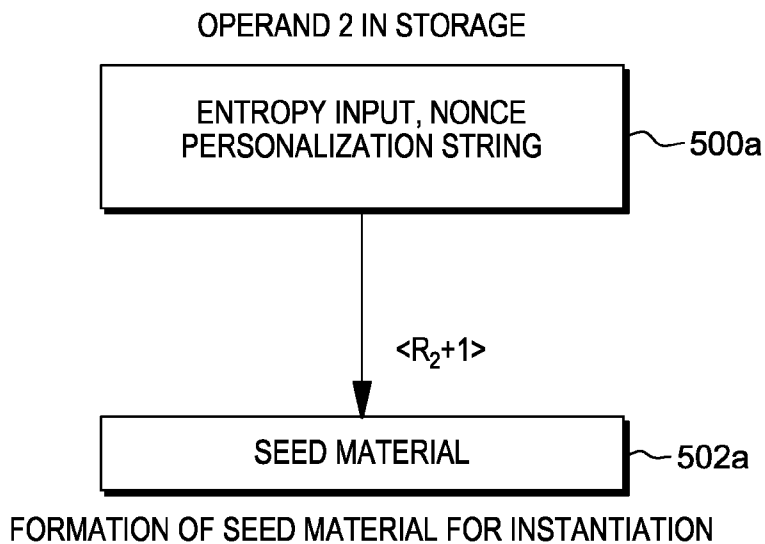 OPERAND 2 IN STORAGE
ENTROPY INPUT, NONCE
PERSONALIZATION STRING
500a
<R₂+1>
SEED MATERIAL
502a
FORMATION OF SEED MATERIAL FOR INSTANTIATION